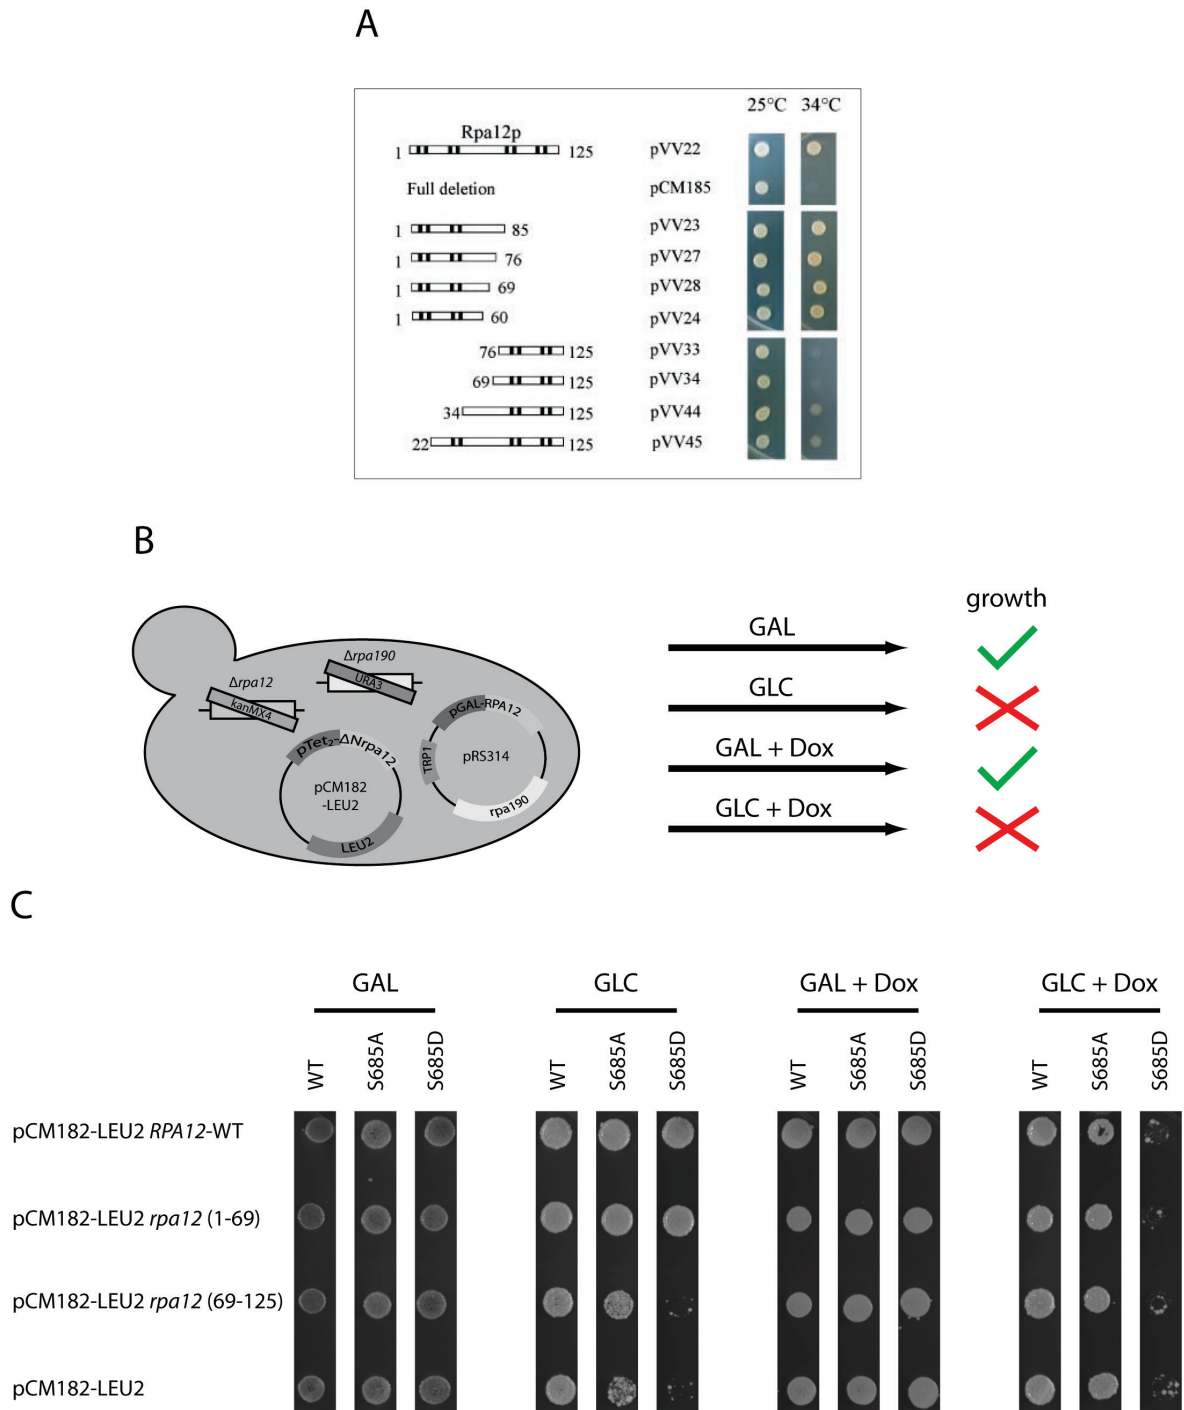 A
25°C 34°C
Rpa12p
1 125 pVV22
Full deletion pCM185
1 85 pVV23
1 76 pVV27
1 69 pVV28
1 60 pVV24
76 125 pVV33
69 125 pVV34
34 125 pVV44
22 125 pVV45
B
growth
Δrpa190
URA3
Δrpa12
kanMX4
pGAL-RPA12
TRP1
pRS314
rpa190
pTet₂-ΔNrpa12
pCM182
-LEU2
LEU2
GAL
GLC
GAL + Dox
GLC + Dox
C
GAL GLC GAL + Dox GLC + Dox
WT S685A S685D WT S685A S685D WT S685A S685D WT S685A S685D
pCM182-LEU2 RPA12-WT
pCM182-LEU2 rpa12 (1-69)
pCM182-LEU2 rpa12 (69-125)
pCM182-LEU2